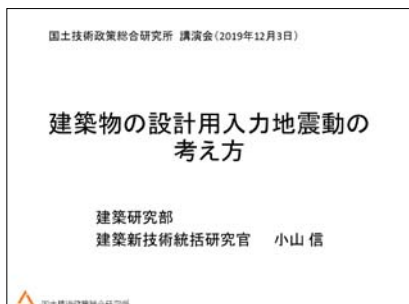 国土技術政策総合研究所 講演会(2019年12月3日)
建築物の設計用入力地震動の
考え方
建築研究部
建築新技術統括研究官 小山 信